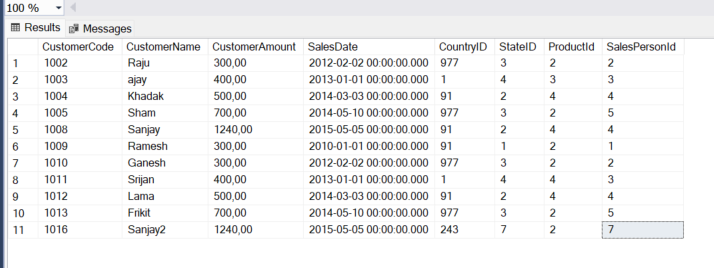 100 %
Results Messages
CustomerCode CustomerName CustomerAmount SalesDate CountryID StateID ProductId SalesPersonId
1 1002 Raju 300,00 2012-02-02 00:00:00.000 977 3 2 2
2 1003 ajay 400,00 2013-01-01 00:00:00.000 1 4 3 3
3 1004 Khadak 500,00 2014-03-03 00:00:00.000 91 2 4 4
4 1005 Sham 700,00 2014-05-10 00:00:00.000 977 3 2 5
5 1008 Sanjay 1240,00 2015-05-05 00:00:00.000 91 2 4 4
6 1009 Ramesh 300,00 2010-01-01 00:00:00.000 91 1 2 1
7 1010 Ganesh 300,00 2012-02-02 00:00:00.000 977 3 2 2
8 1011 Srijan 400,00 2013-01-01 00:00:00.000 1 4 4 3
9 1012 Lama 500,00 2014-03-03 00:00:00.000 91 2 4 4
10 1013 Frikit 700,00 2014-05-10 00:00:00.000 977 3 2 5
11 1016 Sanjay2 1240,00 2015-05-05 00:00:00.000 243 7 2 7